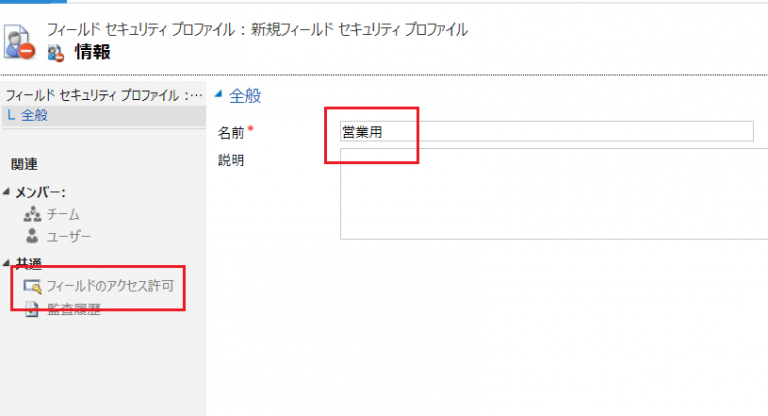 フィールド セキュリティ プロファイル : 新規フィールド セキュリティ プロファイル
情報
フィールド セキュリティ プロファイル :…
L 全般
関連
メンバー:
チーム
ユーザー
共通
フィールドのアクセス許可
監査履歴
全般
名前*
営業用
説明